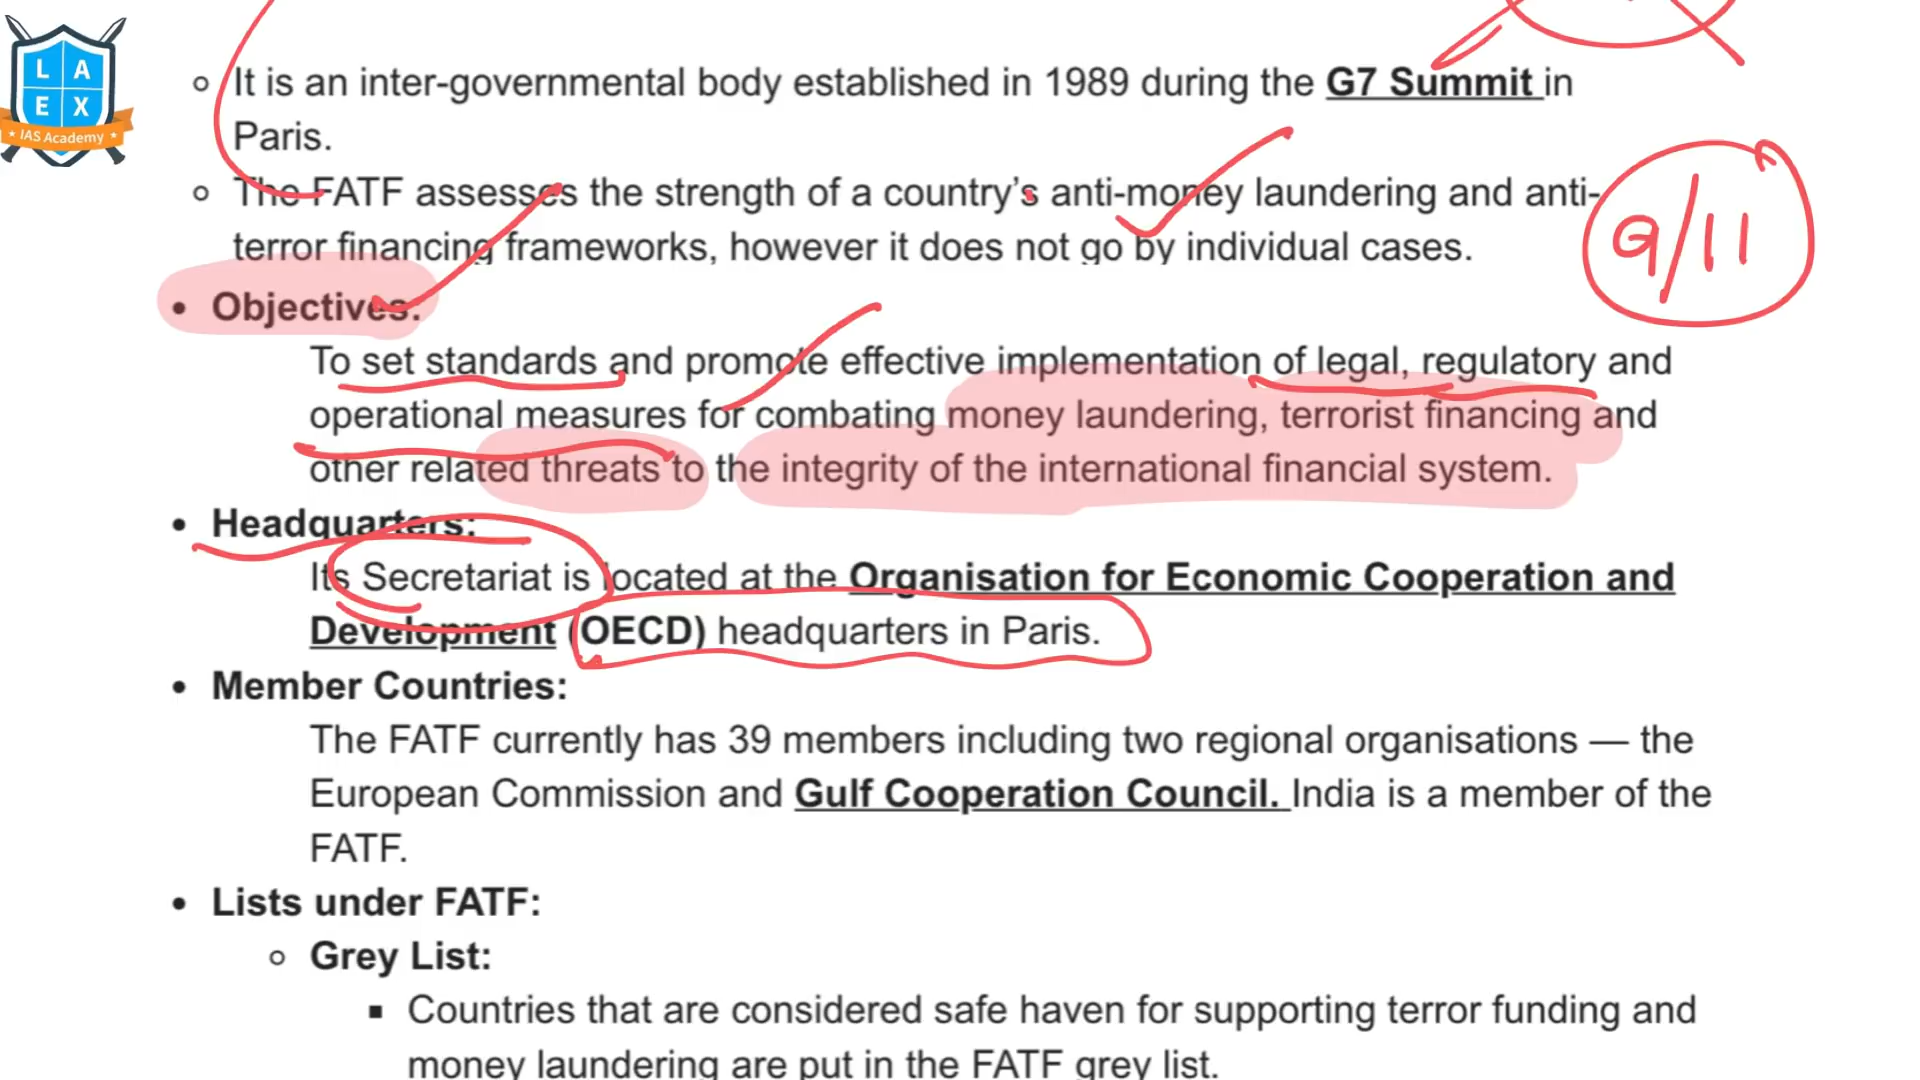 L A
E X
IAS Academy
It is an inter-governmental body established in 1989 during the G7 Summit in
Paris.
The FATF assesses the strength of a country’s anti-money laundering and anti-
terror financing frameworks, however it does not go by individual cases.
9/11
Objectives:
To set standards and promote effective implementation of legal, regulatory and
operational measures for combating money laundering, terrorist financing and
other related threats to the integrity of the international financial system.
Headquarters:
Its Secretariat is located at the Organisation for Economic Cooperation and
Development (OECD) headquarters in Paris.
Member Countries:
The FATF currently has 39 members including two regional organisations — the
European Commission and Gulf Cooperation Council. India is a member of the
FATF.
Lists under FATF:
Grey List:
Countries that are considered safe haven for supporting terror funding and
money laundering are put in the FATF grey list.